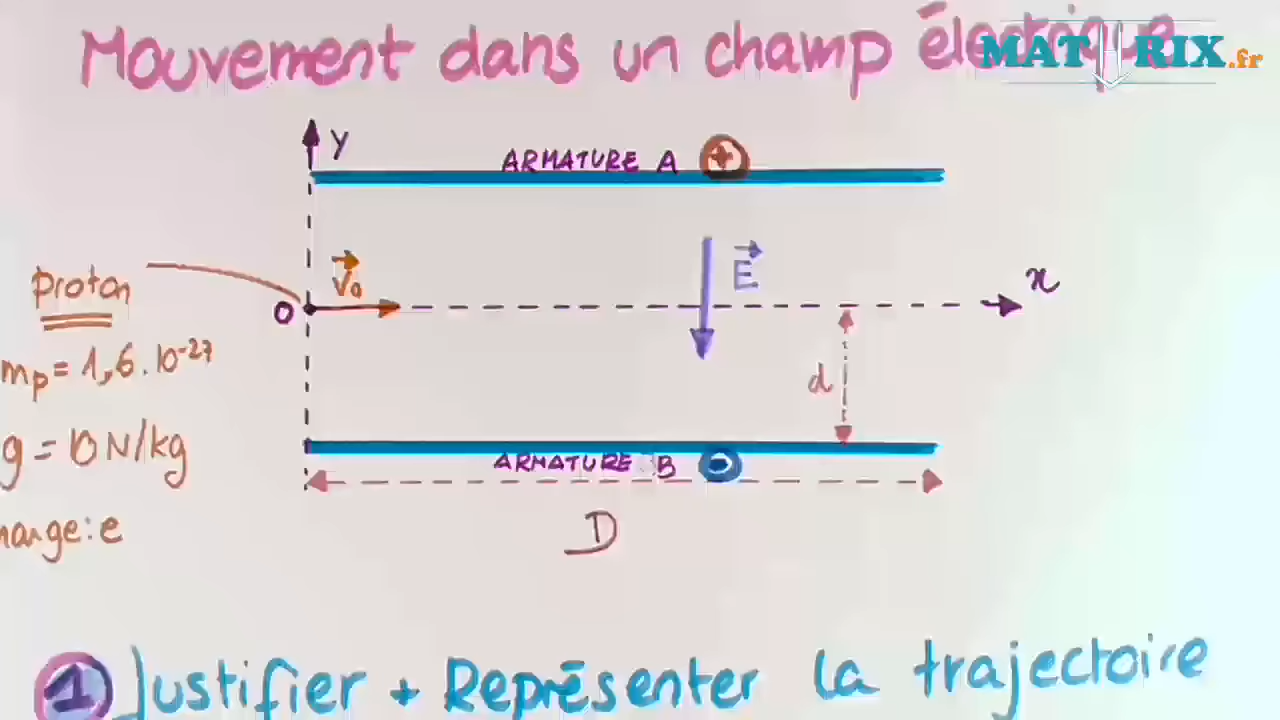 Mouvement dans un champ électrique
MATRIX.fr
y
ARMATURE A +
proton
V₀
E
x
O
mp = 1,6.10⁻²⁷
d
g = 10 N/kg
ARMATURE B -
harge: e
D
1 Justifier + Représenter la trajectoire